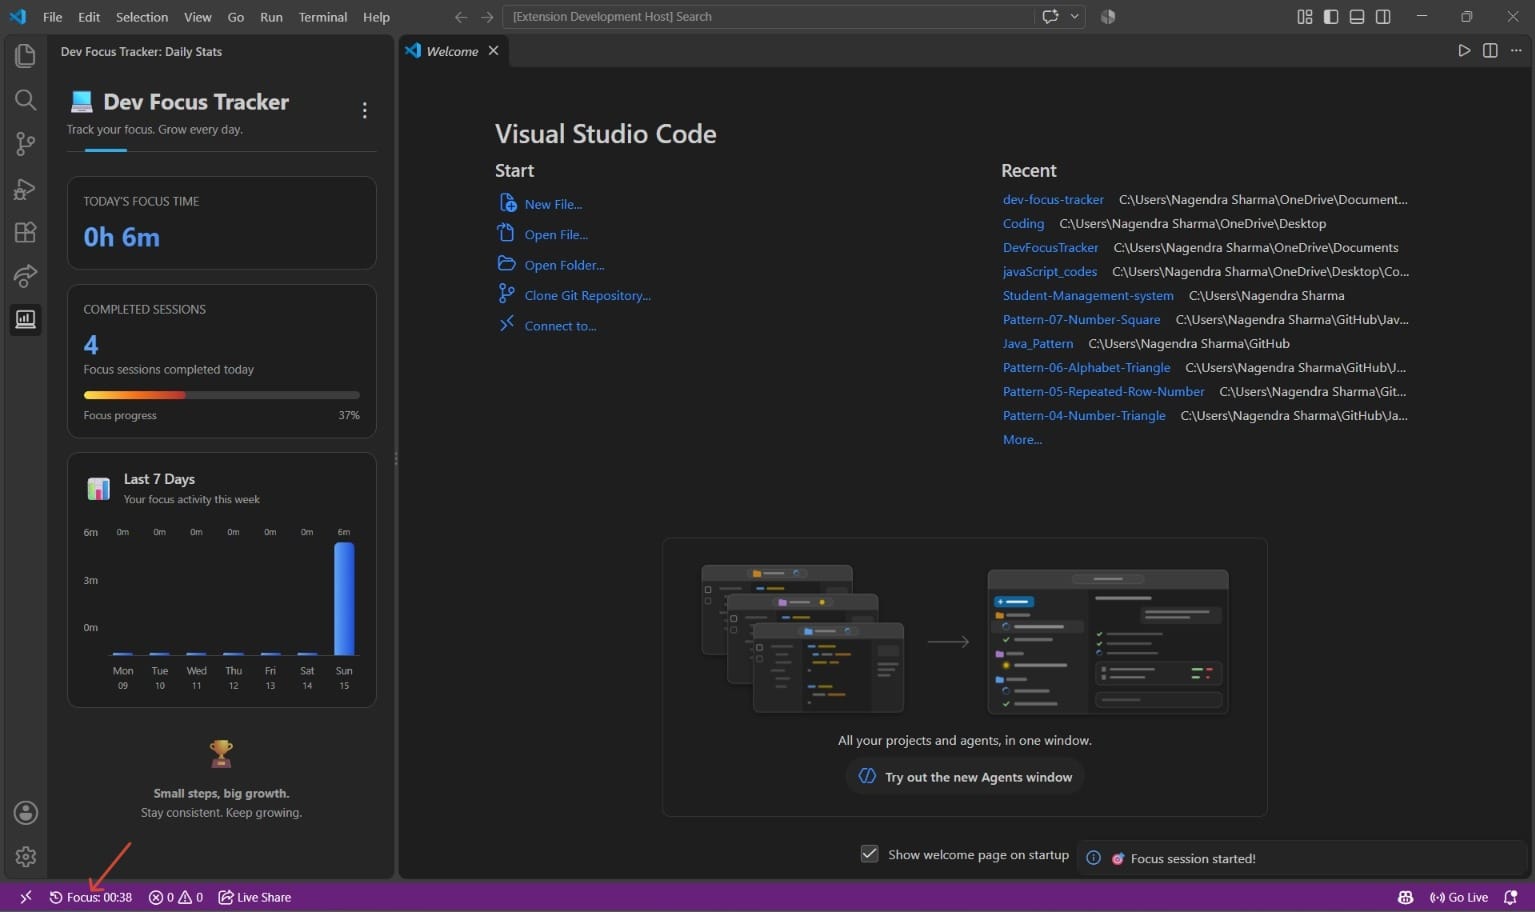 File Edit Selection View Go Run Terminal Help
[Extension Development Host] Search
Dev Focus Tracker: Daily Stats
Welcome
Dev Focus Tracker
Track your focus. Grow every day.
TODAY'S FOCUS TIME
0h 6m
COMPLETED SESSIONS
4
Focus sessions completed today
Focus progress 37%
Last 7 Days
Your focus activity this week
6m 0m 0m 0m 0m 0m 0m 6m
3m
0m
Mon Tue Wed Thu Fri Sat Sun
09 10 11 12 13 14 15
Small steps, big growth.
Stay consistent. Keep growing.
Visual Studio Code
Start
New File...
Open File...
Open Folder...
Clone Git Repository...
Connect to...
Recent
dev-focus-tracker C:\Users\Nagendra Sharma\OneDrive\Document...
Coding C:\Users\Nagendra Sharma\OneDrive\Desktop
DevFocusTracker C:\Users\Nagendra Sharma\OneDrive\Documents
javaScript_codes C:\Users\Nagendra Sharma\OneDrive\Desktop\Co...
Student-Management-system C:\Users\Nagendra Sharma
Pattern-07-Number-Square C:\Users\Nagendra Sharma\GitHub\Jav...
Java_Pattern C:\Users\Nagendra Sharma\GitHub
Pattern-06-Alphabet-Triangle C:\Users\Nagendra Sharma\GitHub\J...
Pattern-05-Repeated-Row-Number C:\Users\Nagendra Sharma\Git...
Pattern-04-Number-Triangle C:\Users\Nagendra Sharma\GitHub\Ja...
More...
All your projects and agents, in one window.
Try out the new Agents window
Show welcome page on startup
Focus session started!
Focus: 00:38 0 0 Live Share
Go Live